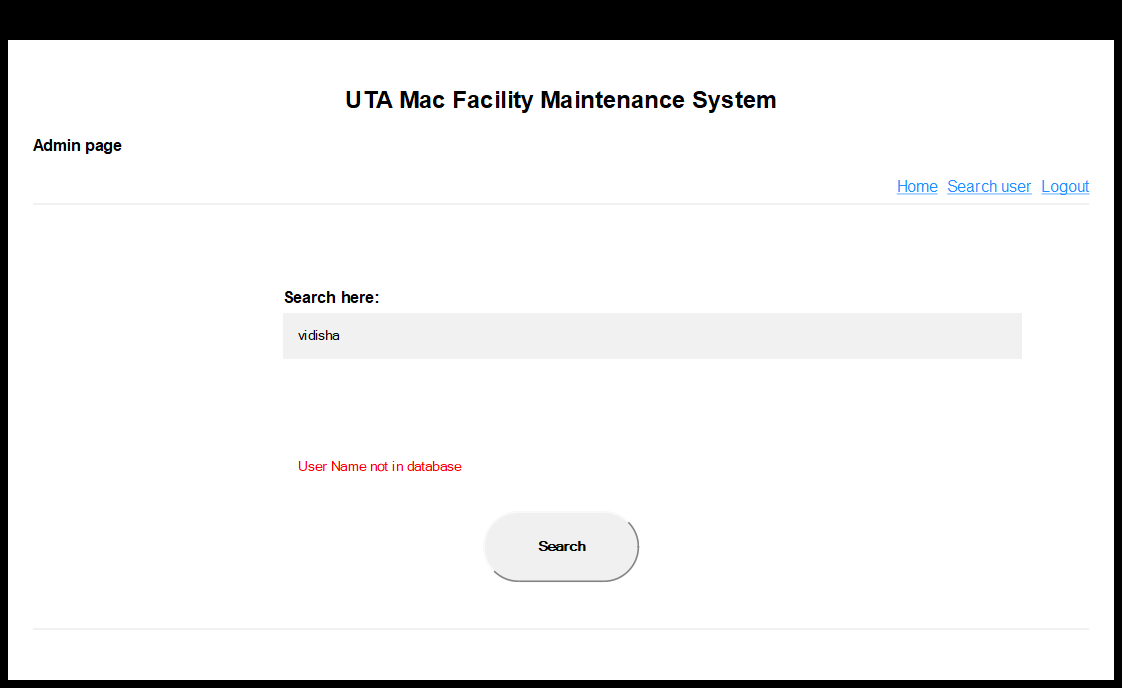 UTA Mac Facility Maintenance System
Admin page
Home Search user Logout
Search here:
vidisha
User Name not in database
Search